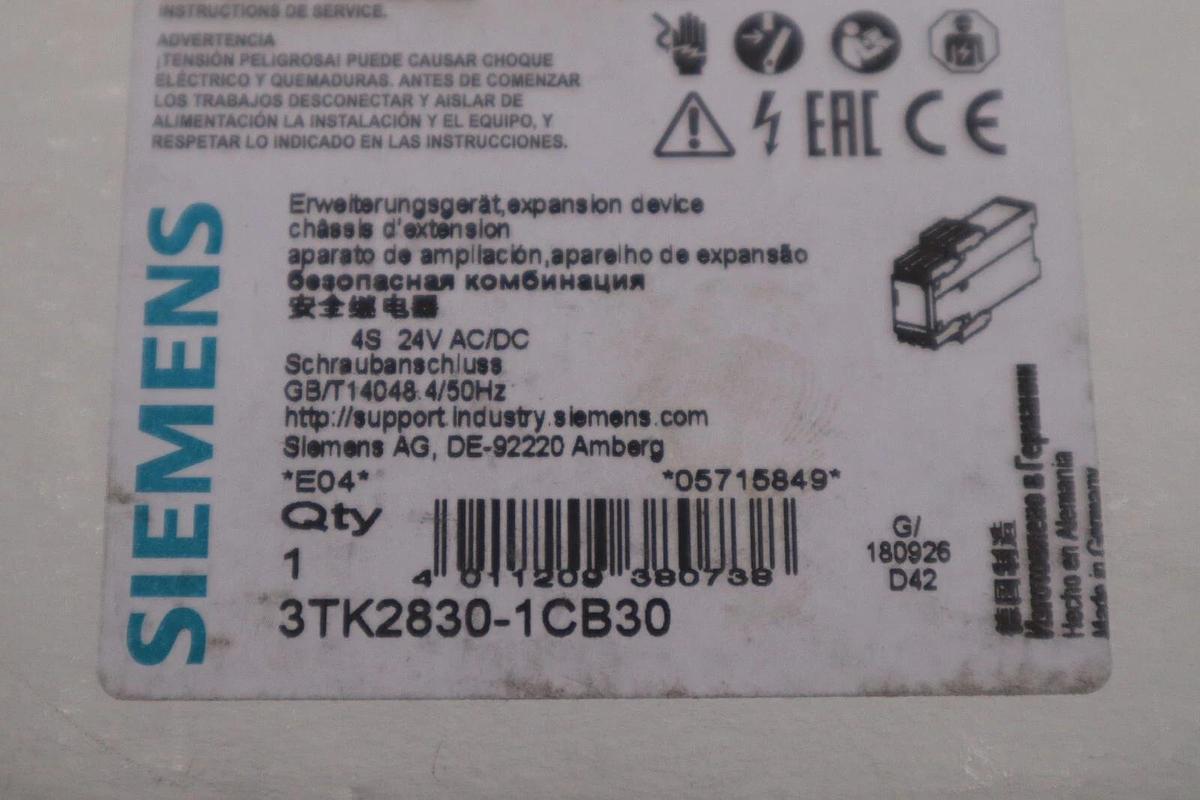 INSTRUCTIONS DE SERVICE.
ADVERTENCIA
¡TENSIÓN PELIGROSA! PUEDE CAUSAR CHOQUE
ELÉCTRICO Y QUEMADURAS. ANTES DE COMENZAR
LOS TRABAJOS DESCONECTAR Y AISLAR DE
ALIMENTACIÓN LA INSTALACIÓN Y EL EQUIPO, Y
RESPETAR LO INDICADO EN LAS INSTRUCCIONES.
EAC CE
SIEMENS
Erweiterungsgerät,expansion device
châssis d'extension
aparato de ampliación,aparelho de expansão
безопасная комбинация
安全继电器
4S 24V AC/DC
Schraubanschluss
GB/T14048.4/50Hz
http://support.industry.siemens.com
Siemens AG, DE-92220 Amberg
*E04* *05715849*
Qty
1
4 011209 380738
3TK2830-1CB30
G/
180926
D42
德国制造
Изготовлено в Германии
Hecho en Alemania
Made in Germany